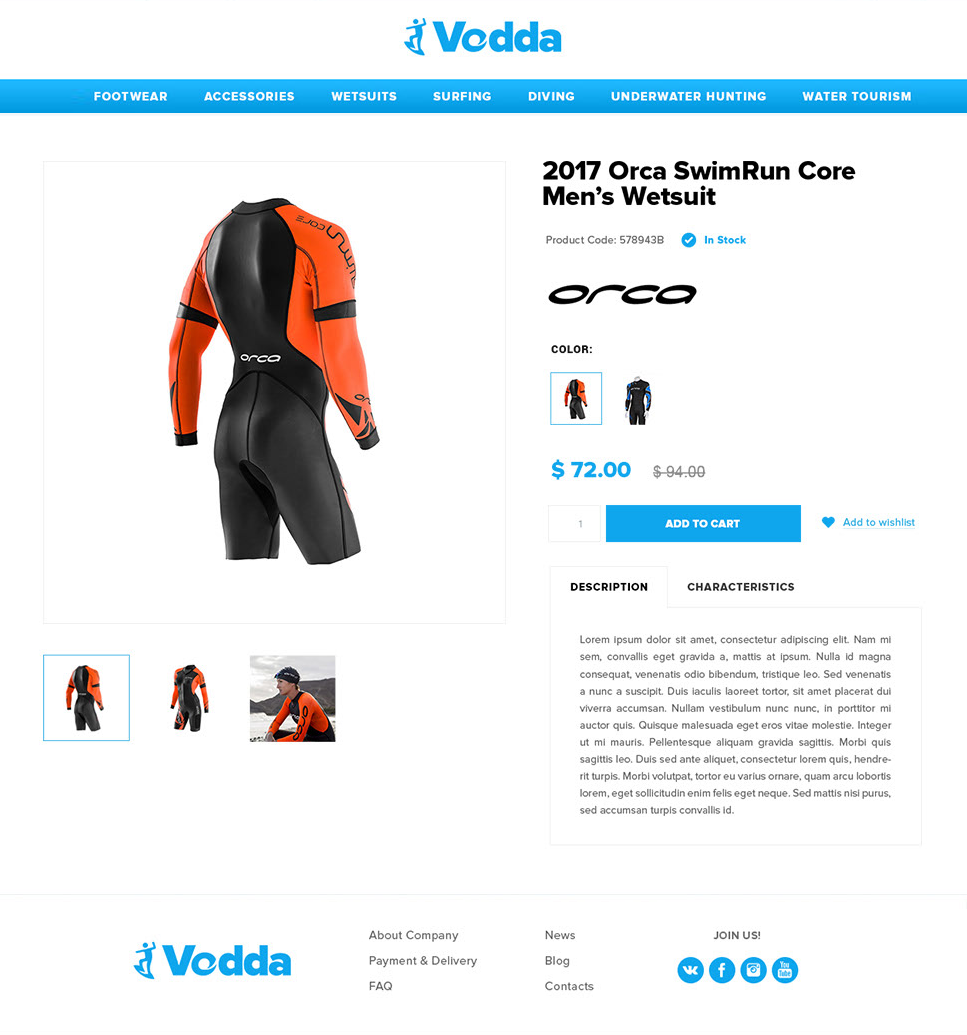 Vedda
FOOTWEAR ACCESSORIES WETSUITS SURFING DIVING UNDERWATER HUNTING WATER TOURISM
2017 Orca SwimRun Core
Men’s Wetsuit
Product Code: 578943B In Stock
orca
COLOR:
core
orca
$ 72.00 $ 94.00
1 ADD TO CART Add to wishlist
DESCRIPTION CHARACTERISTICS
Lorem ipsum dolor sit amet, consectetur adipiscing elit. Nam mi
sem, convallis eget gravida a, mattis at ipsum. Nulla id magna
consequat, venenatis odio bibendum, tristique leo. Sed venenatis
a nunc a suscipit. Duis iaculis laoreet tortor, sit amet placerat dui
viverra accumsan. Nullam vestibulum nunc nunc, in porttitor mi
auctor quis. Quisque malesuada eget eros vitae molestie. Integer
ut mi mauris. Pellentesque aliquam gravida sagittis. Morbi quis
sagittis leo. Duis sed ante aliquet, consectetur lorem quis, hendre-
rit turpis. Morbi volutpat, tortor eu varius ornare, quam arcu lobortis
lorem, eget sollicitudin enim felis eget neque. Sed mattis nisi purus,
sed accumsan turpis convallis id.
Vedda
About Company
Payment & Delivery
FAQ
News
Blog
Contacts
JOIN US!
You
Tube